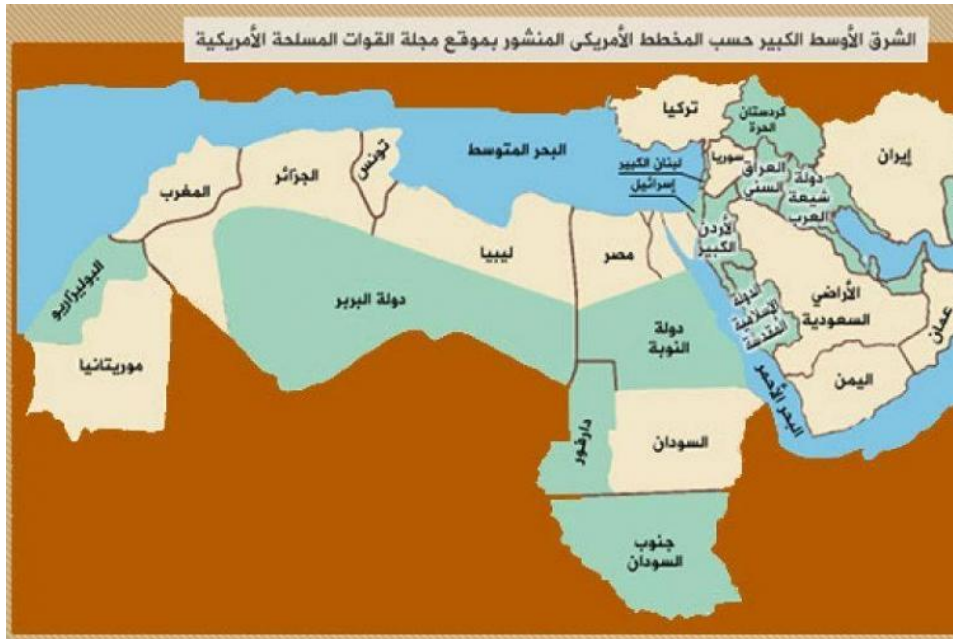 الشرق الأوسط الكبير حسب المخطط الأمريكى المنشور بموقع مجلة القوات المسلحة الأمريكية
تركيا
كردستان
الحرة
إيران
سوريا
العراق
السني
دولة
شيعة
العرب
لبنان الكبير
إسرائيل
الأردن
الكبير
البحر المتوسط
تونس
الجزائر
المغرب
ليبيا
مصر
البوليزاريو
دولة البربر
دولة
النوبة
الدولة
الإسلامية
المقدسة
الأراضي
السعودية
عمان
اليمن
البحر الأحمر
موريتانيا
دارفور
السودان
جنوب
السودان